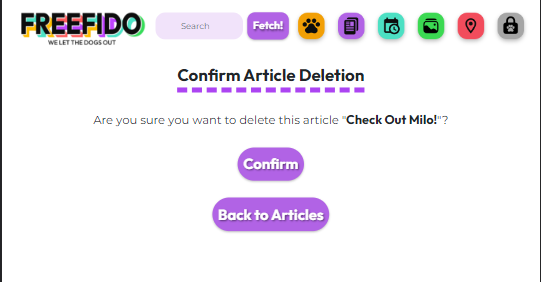 FREEFIDO
WE LET THE DOGS OUT
Search
Fetch!
Confirm Article Deletion
Are you sure you want to delete this article "Check Out Milo!"?
Confirm
Back to Articles